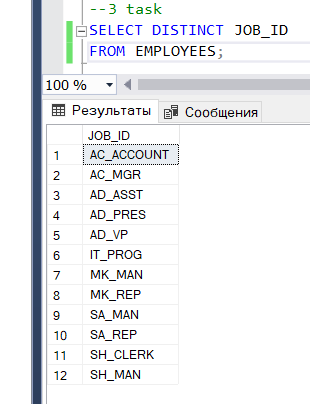 --3 task
SELECT DISTINCT JOB_ID
FROM EMPLOYEES;
100 %
Результаты Сообщения
JOB_ID
1 AC_ACCOUNT
2 AC_MGR
3 AD_ASST
4 AD_PRES
5 AD_VP
6 IT_PROG
7 MK_MAN
8 MK_REP
9 SA_MAN
10 SA_REP
11 SH_CLERK
12 SH_MAN